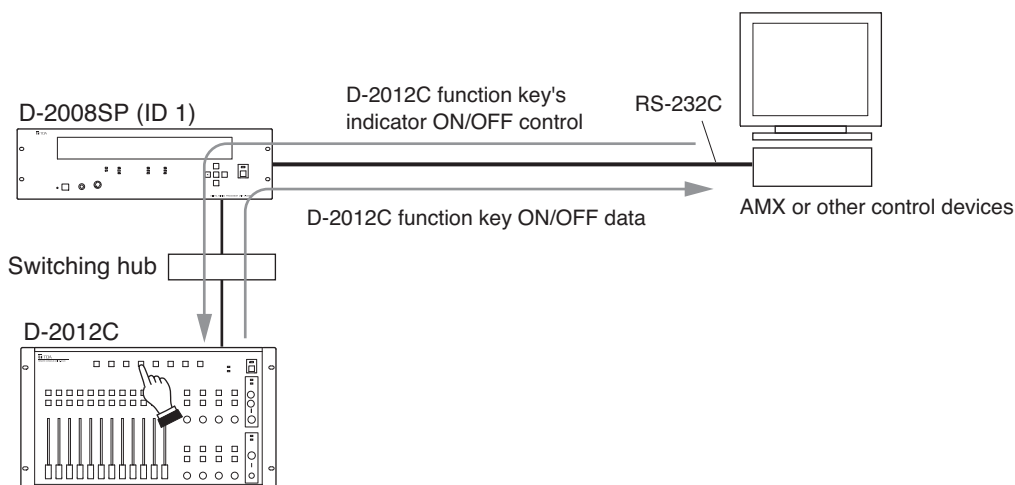 D-2012C function key's
indicator ON/OFF control
RS-232C
D-2008SP (ID 1)
D-2012C function key ON/OFF data
AMX or other control devices
Switching hub
D-2012C
TOA